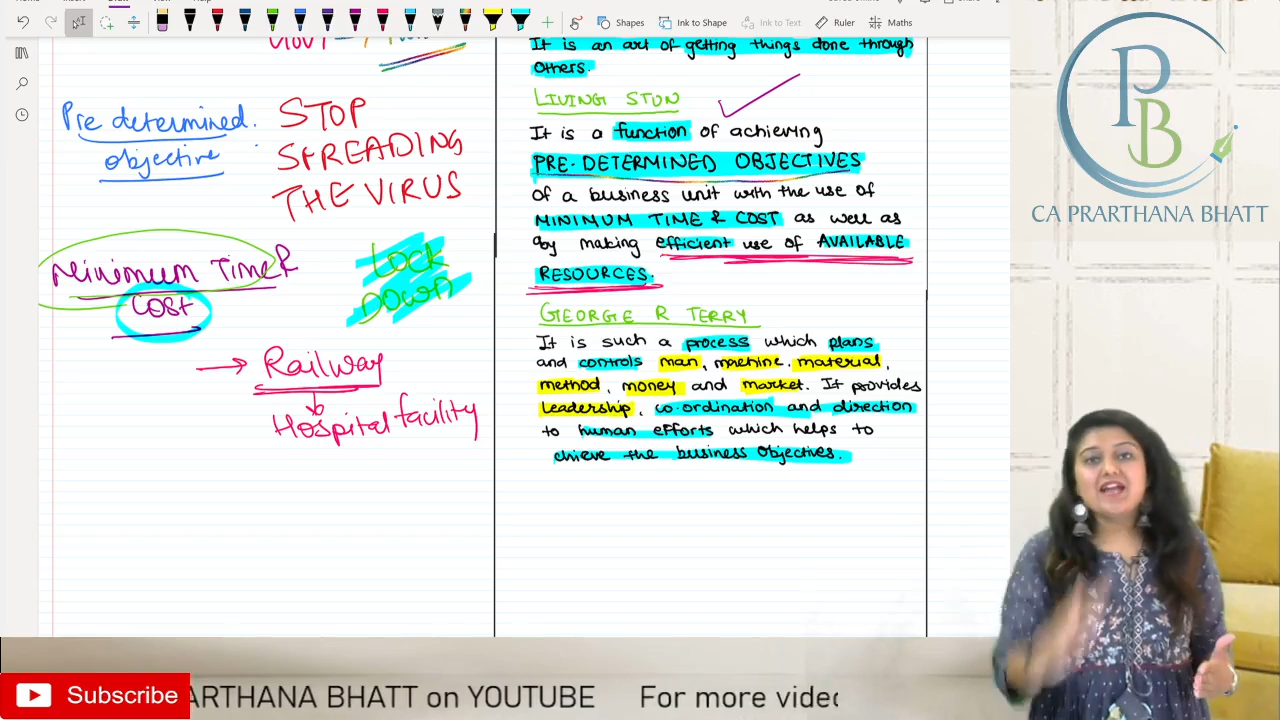 Shapes
Ink to Shape
Ink to Text
Ruler
Maths
It is an art of getting things done through
others.
LIVING STON
It is a function of achieving
PRE-DETERMINED OBJECTIVES
of a business unit with the use of
MINIMUM TIME & COST as well as
by making efficient use of AVAILABLE
RESOURCES.
GEORGE R TERRY
It is such a process which plans
and controls man, machine, material,
method, money and market. It provides
leadership, co-ordination and direction
to human efforts which helps to
chieve the business objectives.
Pre determined
objective
STOP
SPREADING
THE VIRUS
Minimum Time &
COST
Lock
DOWN
→ Railway
Hospital facility
PB
CA PRARTHANA BHATT
Subscribe
ARTHANA BHATT on YOUTUBE
For more video